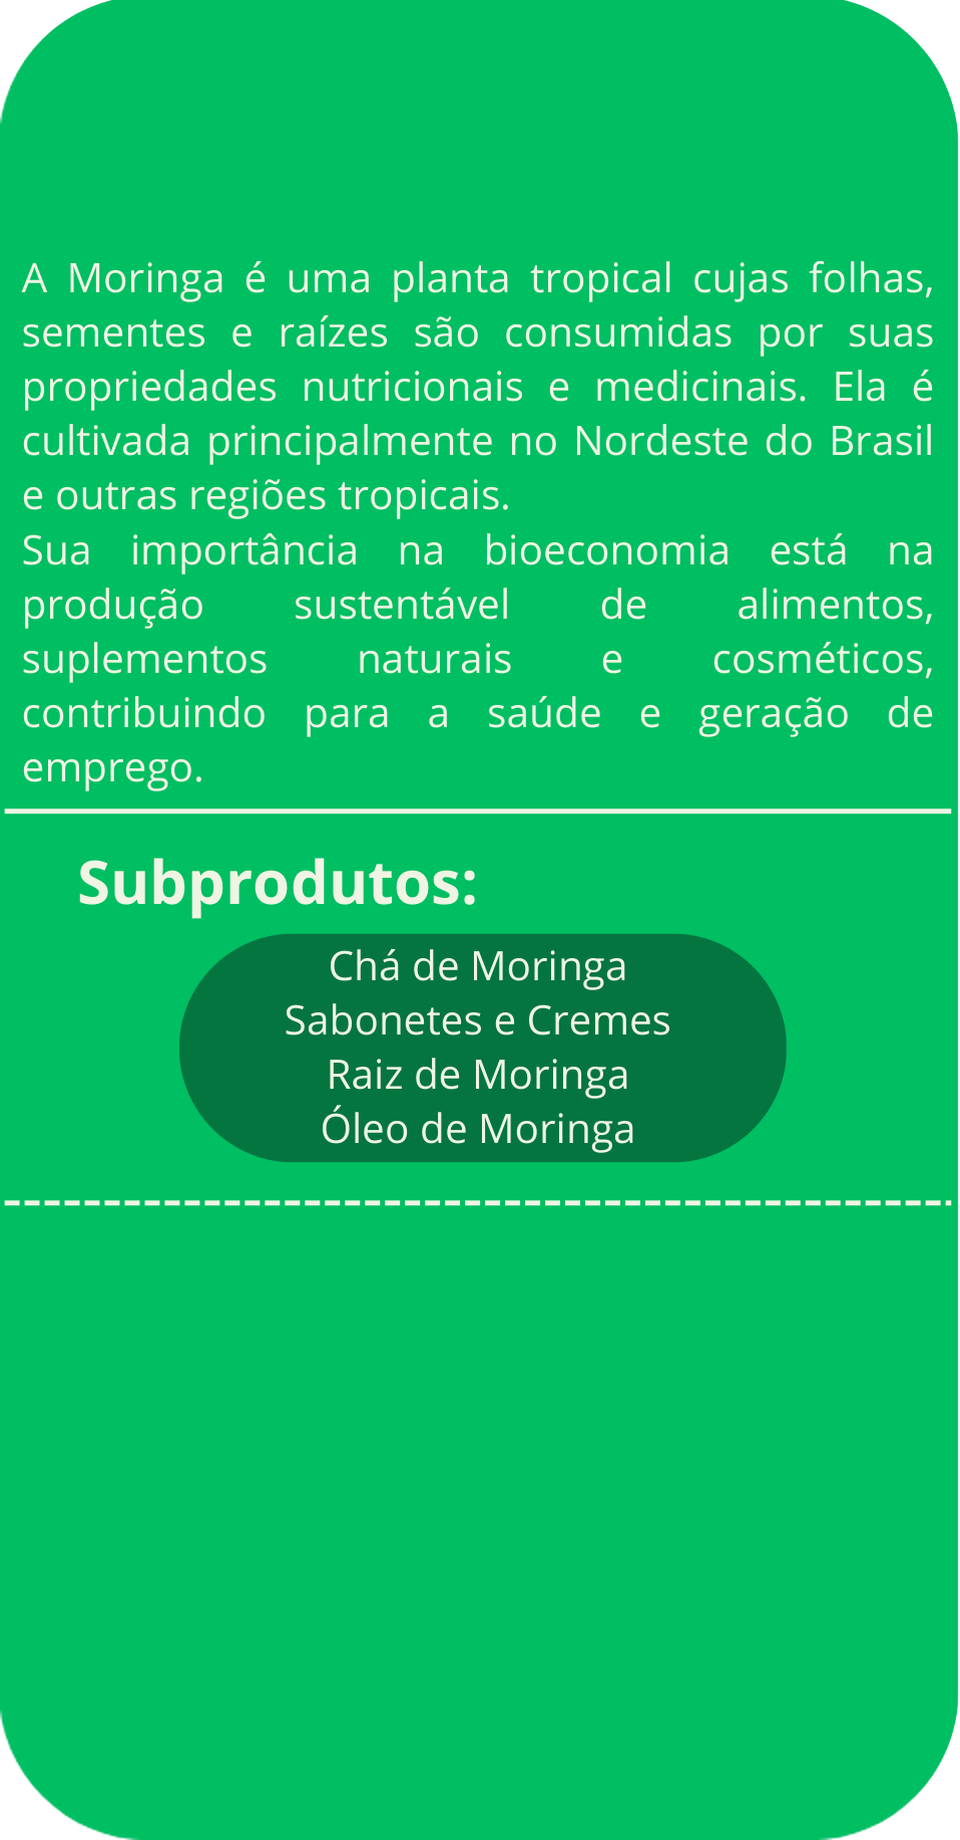 A Moringa é uma planta tropical cujas folhas,
sementes e raízes são consumidas por suas
propriedades nutricionais e medicinais. Ela é
cultivada principalmente no Nordeste do Brasil
e outras regiões tropicais.
Sua importância na bioeconomia está na
produção sustentável de alimentos,
suplementos naturais e cosméticos,
contribuindo para a saúde e geração de
emprego.
Subprodutos:
Chá de Moringa
Sabonetes e Cremes
Raiz de Moringa
Óleo de Moringa